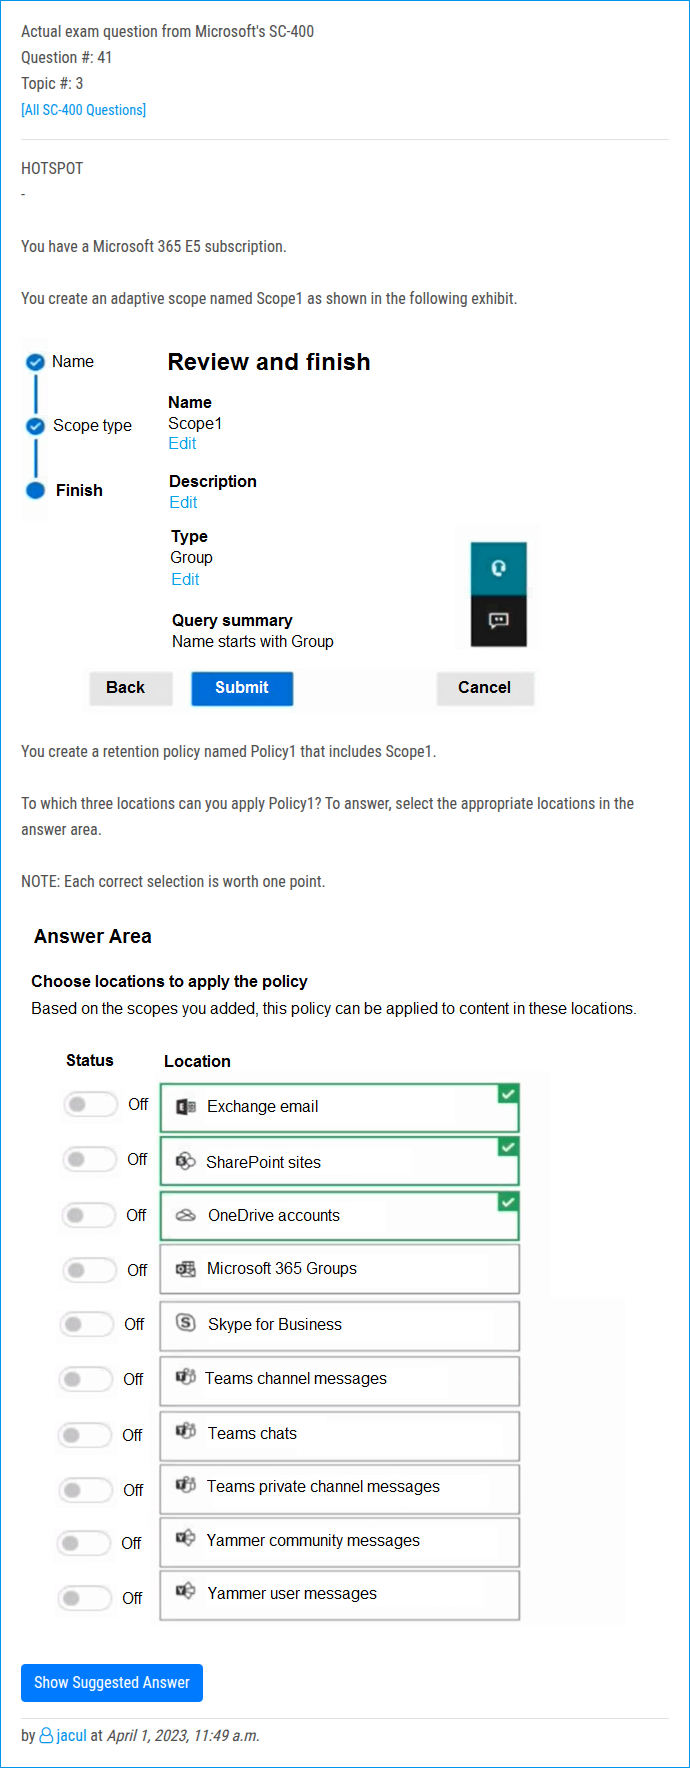 Actual exam question from Microsoft's SC-400
Question #: 41
Topic #: 3
[All SC-400 Questions]
HOTSPOT
-
You have a Microsoft 365 E5 subscription.
You create an adaptive scope named Scope1 as shown in the following exhibit.
Name
Scope type
Finish
Review and finish
Name
Scope1
Edit
Description
Edit
Type
Group
Edit
Query summary
Name starts with Group
Back
Submit
Cancel
You create a retention policy named Policy1 that includes Scope1.
To which three locations can you apply Policy1? To answer, select the appropriate locations in the
answer area.
NOTE: Each correct selection is worth one point.
Answer Area
Choose locations to apply the policy
Based on the scopes you added, this policy can be applied to content in these locations.
Status Location
Off Exchange email
Off SharePoint sites
Off OneDrive accounts
Off Microsoft 365 Groups
Off Skype for Business
Off Teams channel messages
Off Teams chats
Off Teams private channel messages
Off Yammer community messages
Off Yammer user messages
Show Suggested Answer
by jacul at April 1, 2023, 11:49 a.m.